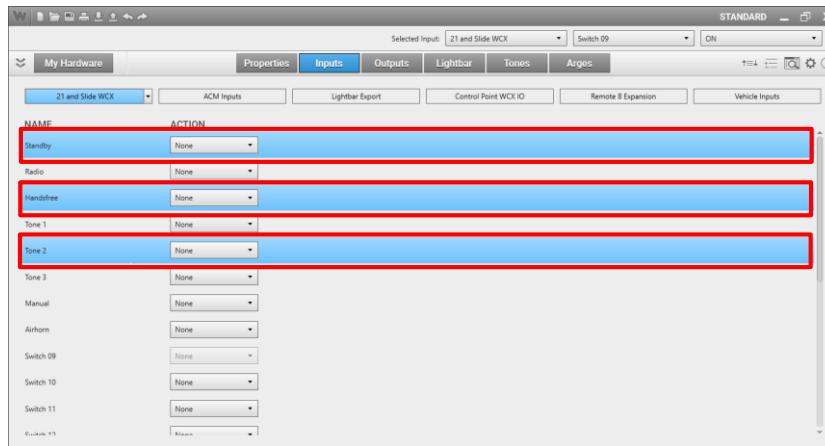 W STANDARD
Selected Input: 21 and Slide WCX Switch 09 ON
My Hardware Properties Inputs Outputs Lightbar Tones Arges
21 and Slide WCX ACM Inputs Lightbar Export Control Point WCX IO Remote 8 Expansion Vehicle Inputs
NAME ACTION
Standby None
Radio None
Handsfree None
Tone 1 None
Tone 2 None
Tone 3 None
Manual None
Airhorn None
Switch 09 None
Switch 10 None
Switch 11 None
Switch 12 None